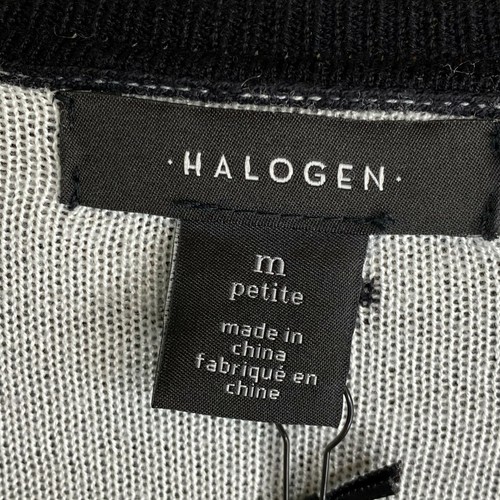 ·HALOGEN·
m
petite
made in
china
fabriqué en
chine